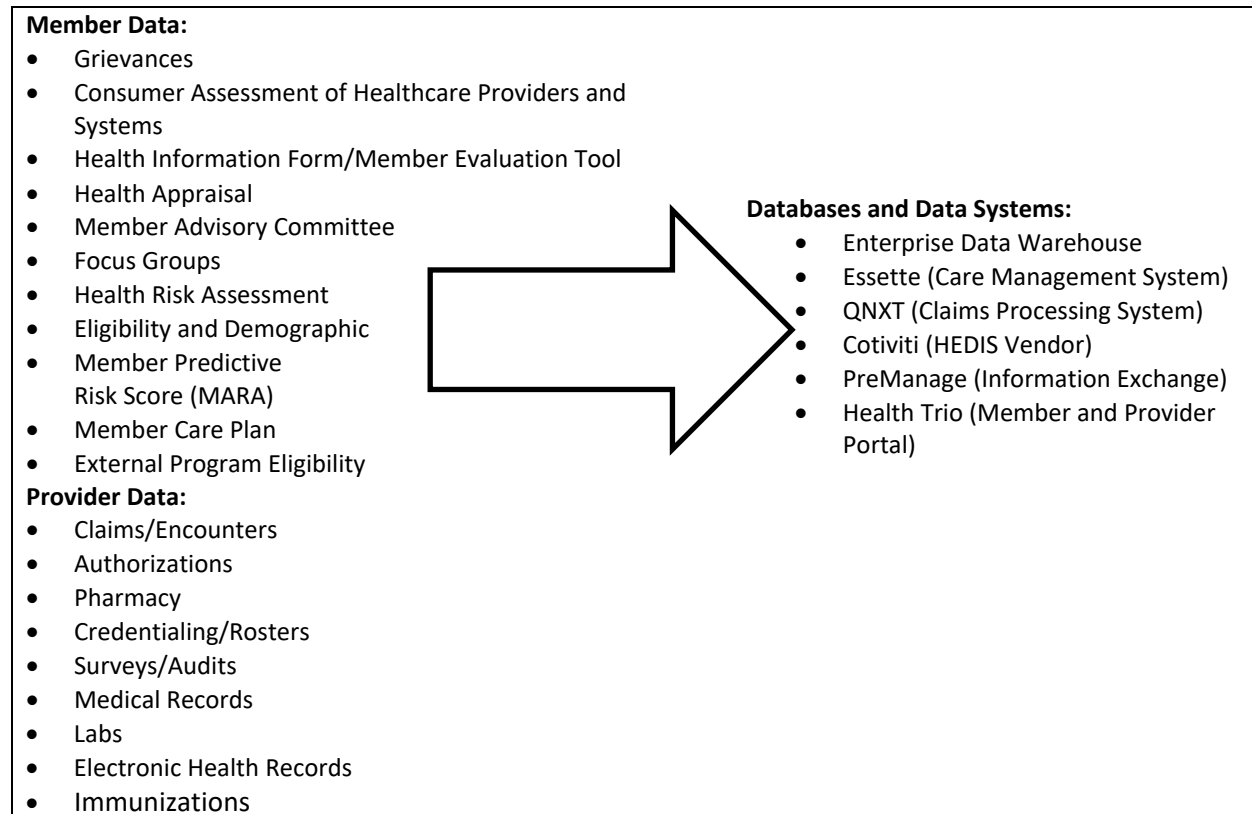 Member Data:
• Grievances
• Consumer Assessment of Healthcare Providers and
Systems
• Health Information Form/Member Evaluation Tool
• Health Appraisal
• Member Advisory Committee
• Focus Groups
• Health Risk Assessment
• Eligibility and Demographic
• Member Predictive
Risk Score (MARA)
• Member Care Plan
• External Program Eligibility
Provider Data:
• Claims/Encounters
• Authorizations
• Pharmacy
• Credentialing/Rosters
• Surveys/Audits
• Medical Records
• Labs
• Electronic Health Records
• Immunizations
Databases and Data Systems:
• Enterprise Data Warehouse
• Essette (Care Management System)
• QNXT (Claims Processing System)
• Cotiviti (HEDIS Vendor)
• PreManage (Information Exchange)
• Health Trio (Member and Provider
Portal)